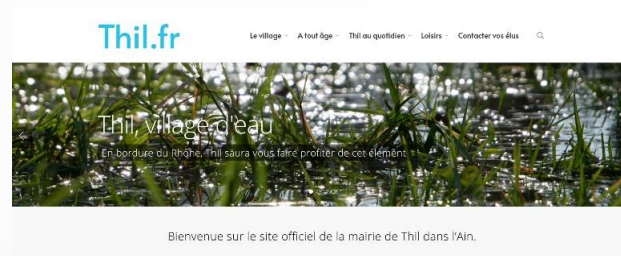 Thil.fr
Le village A tout âge Thil au quotidien Loisirs Contacter vos élus
Thil, village d'eau
En bordure du Rhône, Thil saura vous faire profiter de cet élément
Bienvenue sur le site officiel de la mairie de Thil dans l'Ain.